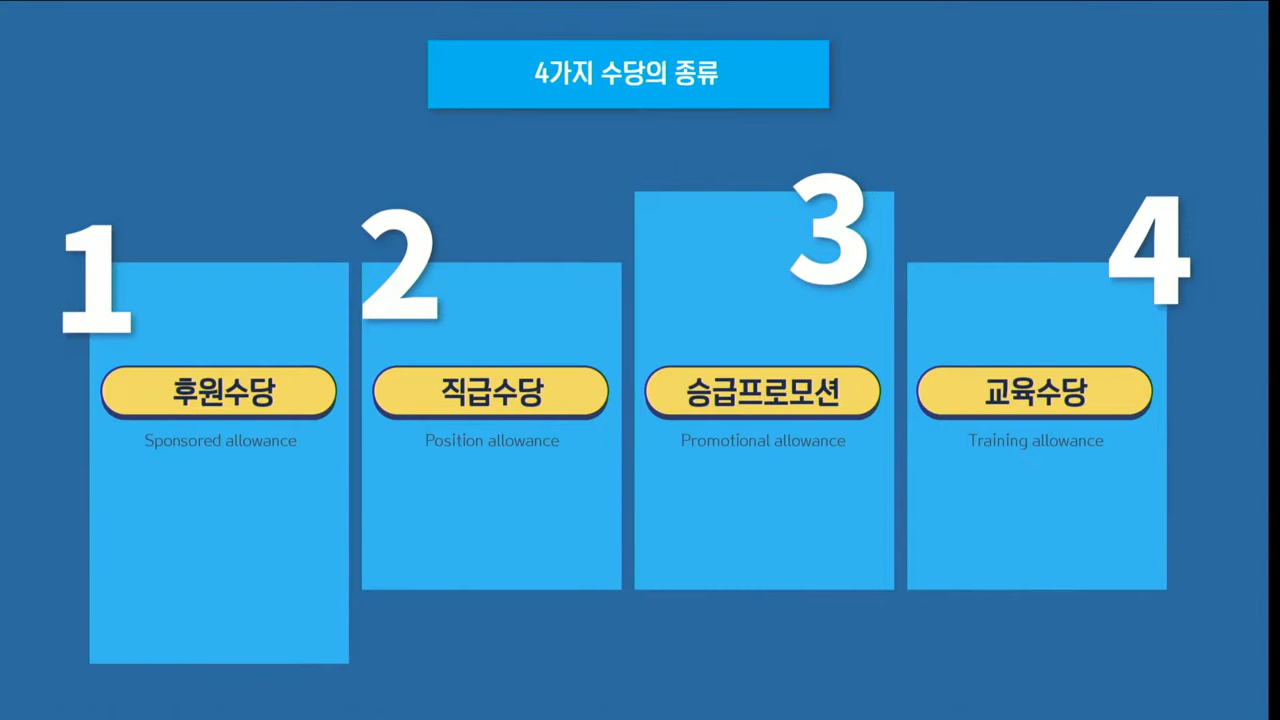 4가지 수당의 종류
1
후원수당
Sponsored allowance
2
직급수당
Position allowance
3
승급프로모션
Promotional allowance
4
교육수당
Training allowance